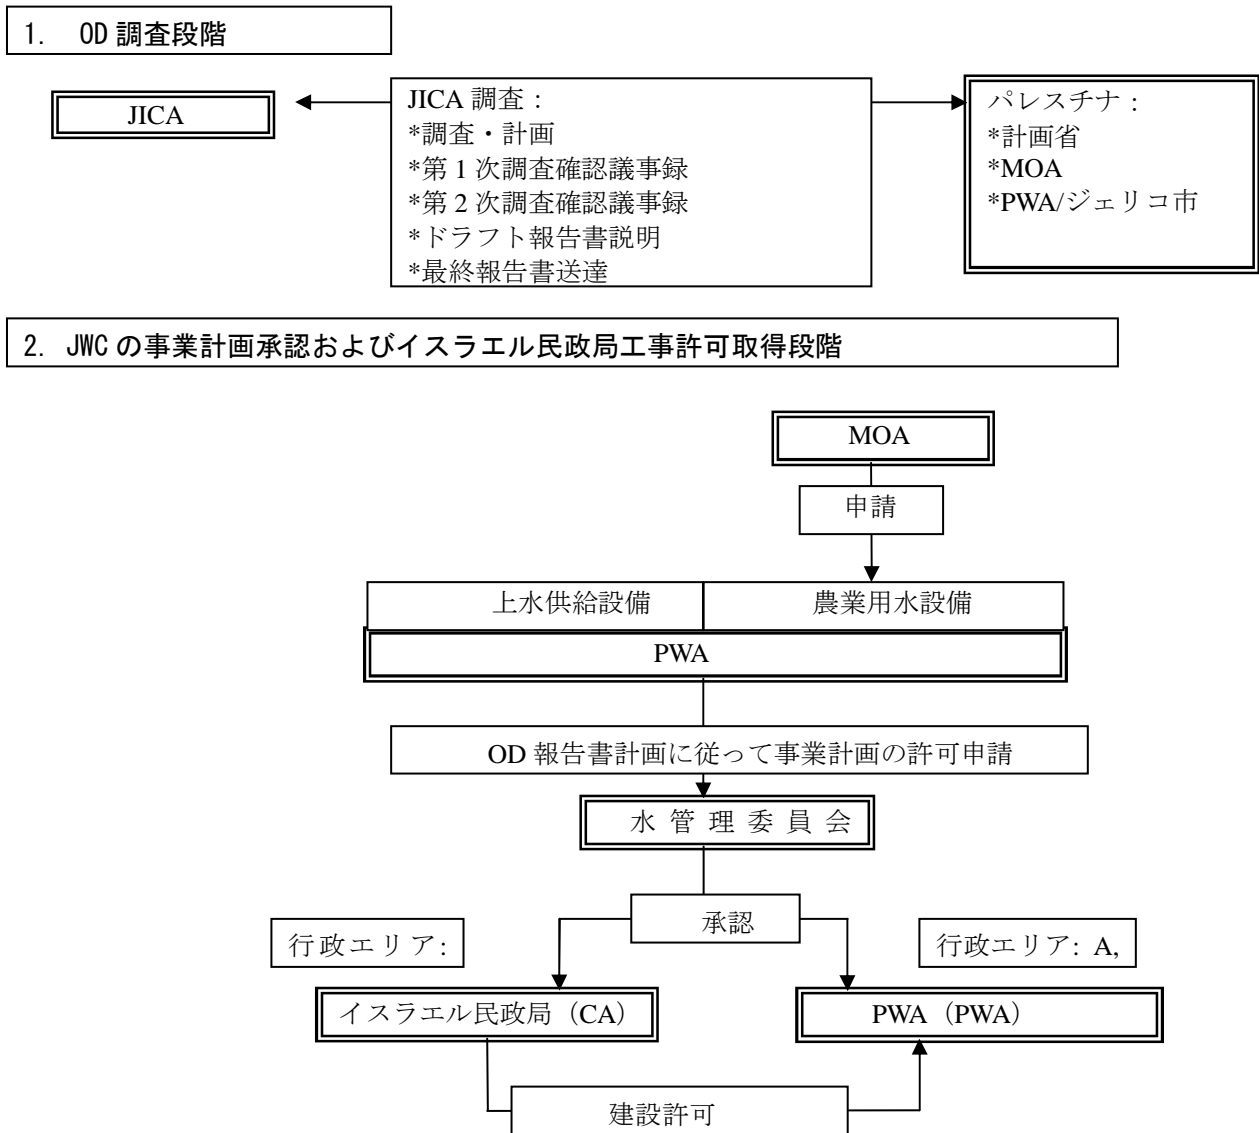 1. OD 調査段階
JICA
JICA 調査：
*調査・計画
*第 1 次調査確認議事録
*第 2 次調査確認議事録
*ドラフト報告書説明
*最終報告書送達
パレスチナ：
*計画省
*MOA
*PWA/ジェリコ市
2. JWC の事業計画承認およびイスラエル民政局工事許可取得段階
MOA
申請
上水供給設備
農業用水設備
PWA
OD 報告書計画に従って事業計画の許可申請
水 管 理 委 員 会
承認
行政エリア:
行政エリア: A,
イスラエル民政局（CA）
PWA（PWA）
建設許可